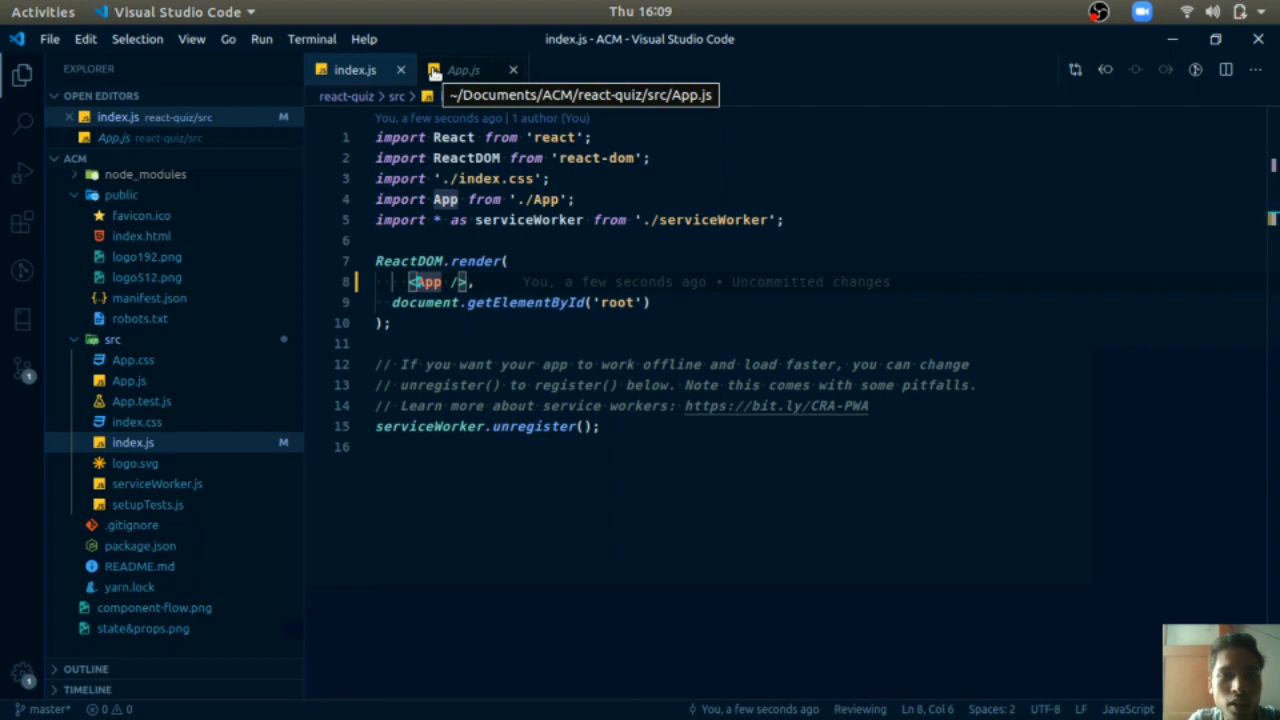 Activities Visual Studio Code Thu 16:09
File Edit Selection View Go Run Terminal Help index.js - ACM - Visual Studio Code
EXPLORER
OPEN EDITORS
index.js react-quiz/src M
App.js react-quiz/src
ACM
node_modules
public
favicon.ico
index.html
logo192.png
logo512.png
manifest.json
robots.txt
src
App.css
App.js
App.test.js
index.css
index.js M
logo.svg
serviceWorker.js
setupTests.js
.gitignore
package.json
README.md
yarn.lock
component-flow.png
state&props.png
OUTLINE
TIMELINE
index.js App.js
react-quiz > src >
~/Documents/ACM/react-quiz/src/App.js
You, a few seconds ago | 1 author (You)
1 import React from 'react';
2 import ReactDOM from 'react-dom';
3 import './index.css';
4 import App from './App';
5 import * as serviceWorker from './serviceWorker';
6
7 ReactDOM.render(
8 <App />, You, a few seconds ago • Uncommitted changes
9 document.getElementById('root')
10 );
11
12 // If you want your app to work offline and load faster, you can change
13 // unregister() to register() below. Note this comes with some pitfalls.
14 // Learn more about service workers: https://bit.ly/CRA-PWA
15 serviceWorker.unregister();
16
1
1
master* 0 0 You, a few seconds ago Reviewing Ln 8, Col 6 Spaces: 2 UTF-8 LF JavaScript